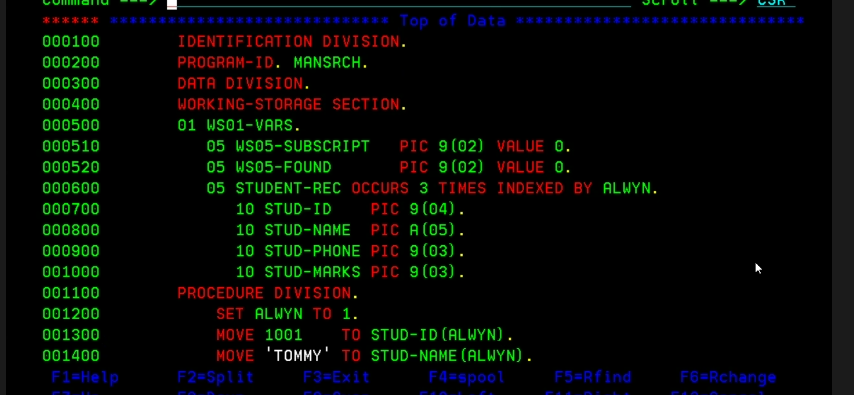 Command ===> Scroll ===> CSR
****** **************************** Top of Data ******************************
000100 IDENTIFICATION DIVISION.
000200 PROGRAM-ID. MANSRCH.
000300 DATA DIVISION.
000400 WORKING-STORAGE SECTION.
000500 01 WS01-VARS.
000510 05 WS05-SUBSCRIPT PIC 9(02) VALUE 0.
000520 05 WS05-FOUND PIC 9(02) VALUE 0.
000600 05 STUDENT-REC OCCURS 3 TIMES INDEXED BY ALWYN.
000700 10 STUD-ID PIC 9(04).
000800 10 STUD-NAME PIC A(05).
000900 10 STUD-PHONE PIC 9(03).
001000 10 STUD-MARKS PIC 9(03).
001100 PROCEDURE DIVISION.
001200 SET ALWYN TO 1.
001300 MOVE 1001 TO STUD-ID(ALWYN).
001400 MOVE 'TOMMY' TO STUD-NAME(ALWYN).
F1=Help F2=Split F3=Exit F4=spool F5=Rfind F6=Rchange